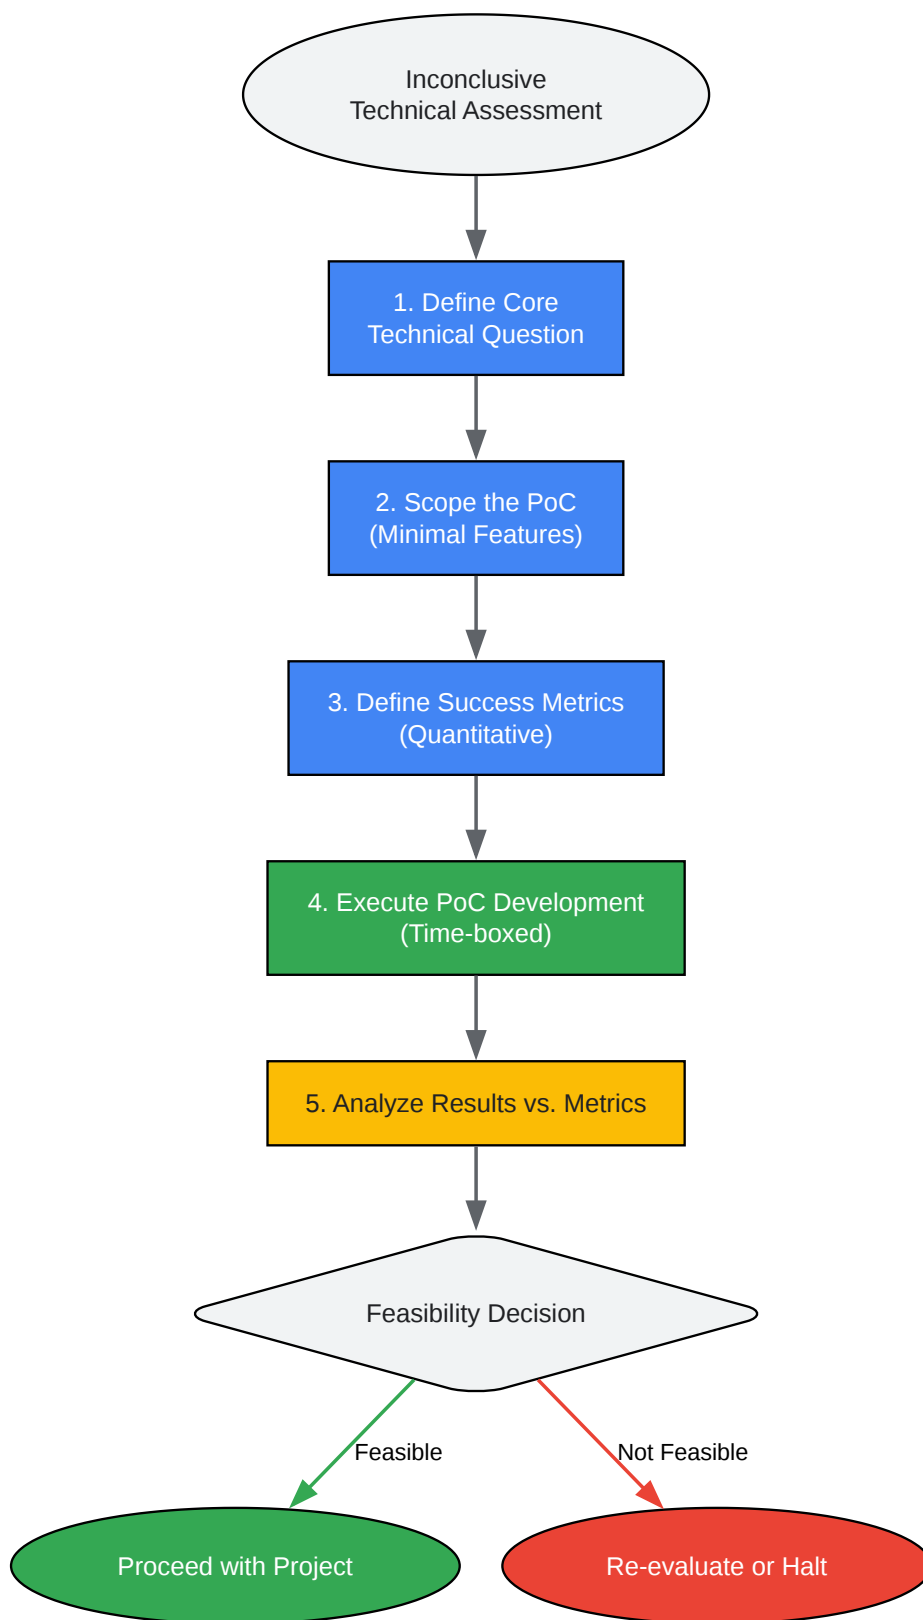 Inconclusive
Technical Assessment
1. Define Core
Technical Question
2. Scope the PoC
(Minimal Features)
3. Define Success Metrics
(Quantitative)
4. Execute PoC Development
(Time-boxed)
5. Analyze Results vs. Metrics
Feasibility Decision
Feasible
Not Feasible
Proceed with Project
Re-evaluate or Halt